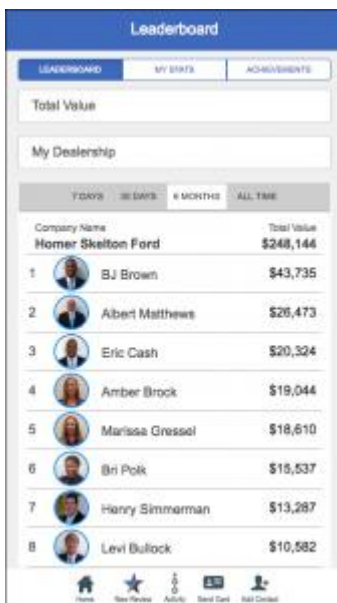 Leaderboard
LEADERBOARD MY STATS ACHIEVEMENTS
Total Value
My Dealership
7 DAYS 30 DAYS 6 MONTHS ALL TIME
Company Name Total Value
Homer Skelton Ford $248,144
1 BJ Brown $43,735
2 Albert Matthews $26,473
3 Eric Cash $20,324
4 Amber Brock $19,044
5 Marissa Gressel $18,610
6 Bri Polk $15,537
7 Henry Simmerman $13,287
8 Levi Bullock $10,582
Home New Review Activity Send Card Add Contact